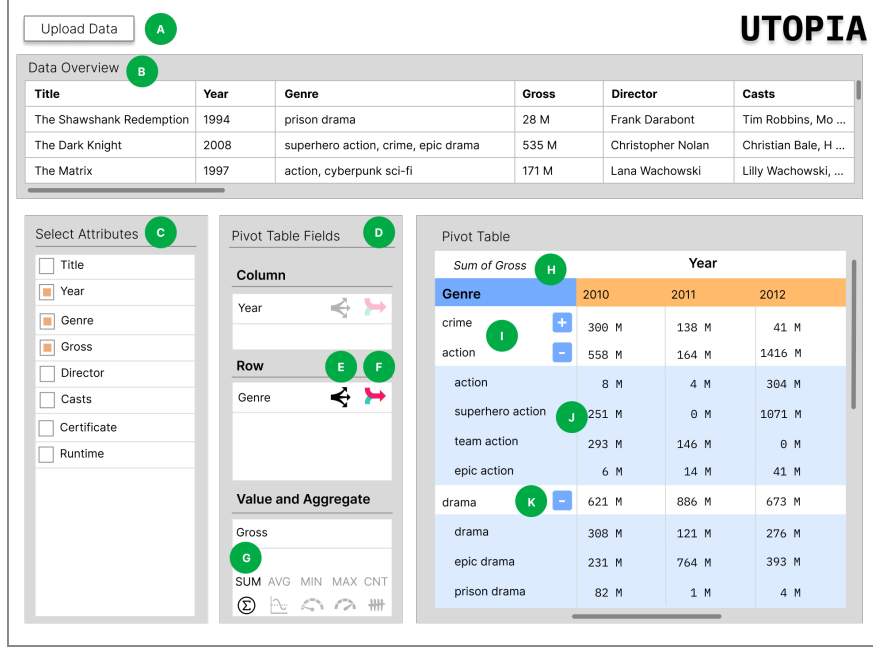 Upload Data A UTOPIA
Data Overview B
Title Year Genre Gross Director Casts
The Shawshank Redemption 1994 prison drama 28 M Frank Darabont Tim Robbins, Mo ...
The Dark Knight 2008 superhero action, crime, epic drama 535 M Christopher Nolan Christian Bale, H ...
The Matrix 1997 action, cyberpunk sci-fi 171 M Lana Wachowski Lilly Wachowski, ...
Select Attributes C
Title
Year
Genre
Gross
Director
Casts
Certificate
Runtime
Pivot Table Fields D
Column
Year
Row E F
Genre
Value and Aggregate
Gross
G
SUM AVG MIN MAX CNT
Σ
Pivot Table
Sum of Gross H Year
Genre 2010 2011 2012
crime + 300 M 138 M 41 M
I
action - 558 M 164 M 1416 M
action 8 M 4 M 304 M
superhero action J 251 M 0 M 1071 M
team action 293 M 146 M 0 M
epic action 6 M 14 M 41 M
drama K - 621 M 886 M 673 M
drama 308 M 121 M 276 M
epic drama 231 M 764 M 393 M
prison drama 82 M 1 M 4 M